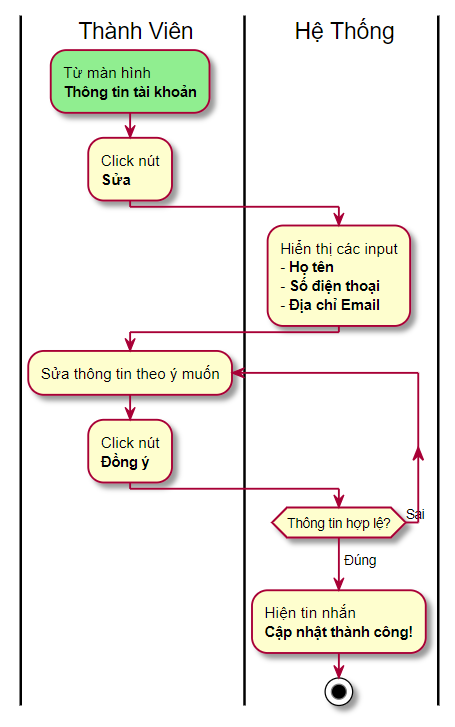 Thành Viên
Hệ Thống
Từ màn hình
Thông tin tài khoản
Click nút
Sửa
Hiển thị các input
- Họ tên
- Số điện thoại
- Địa chỉ Email
Sửa thông tin theo ý muốn
Click nút
Đồng ý
Thông tin hợp lệ?
Sai
Đúng
Hiện tin nhắn
Cập nhật thành công!